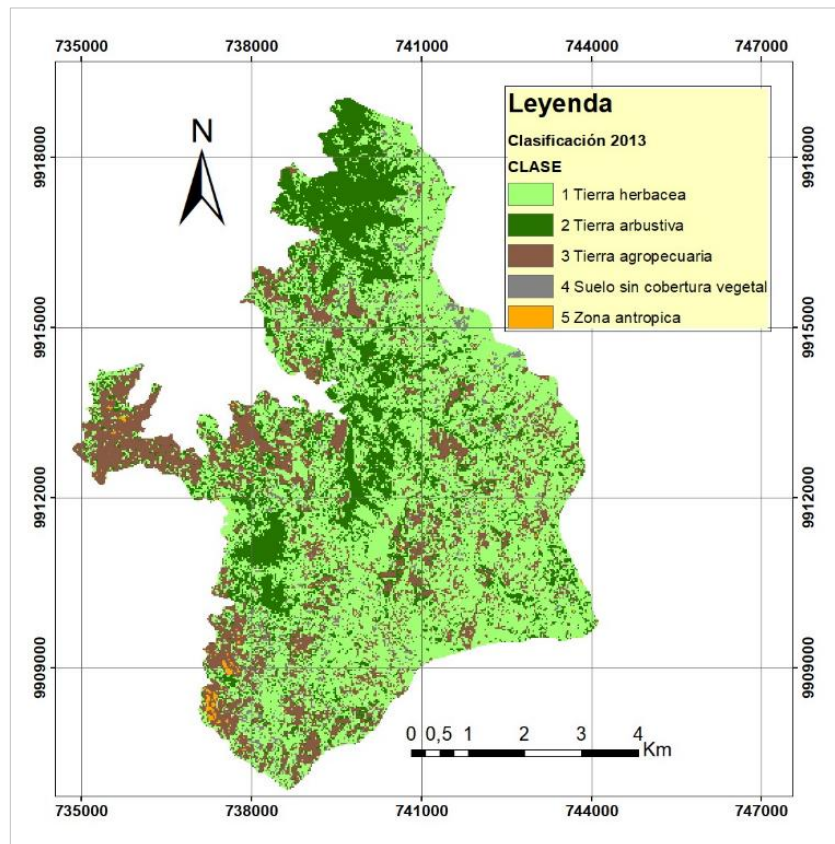 735000 738000 741000 744000 747000
N
Leyenda
Clasificación 2013
CLASE
1 Tierra herbacea
2 Tierra arbustiva
3 Tierra agropecuaria
4 Suelo sin cobertura vegetal
5 Zona antropica
9918000 9918000
9915000 9915000
9912000 9912000
9909000 9909000
0 0,5 1 2 3 4
Km
735000 738000 741000 744000 747000